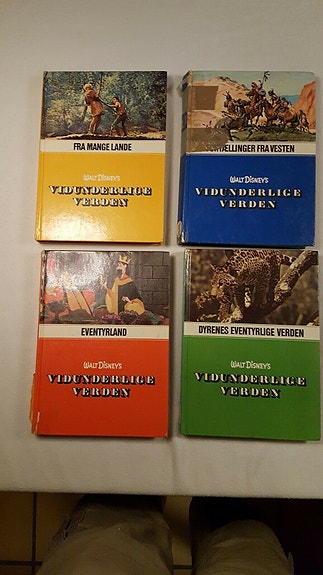 FRA MANGE LANDE
WALT DISNEY'S
VIDUNDERLIGE
VERDEN
FRA VESTEN
WALT DISNEY'S
VIDUNDERLIGE
VERDEN
EVENTYRLAND
WALT DISNEY'S
VIDUNDERLIGE
VERDEN
DYRENES EVENTYRLIGE VERDEN
WALT DISNEY'S
VIDUNDERLIGE
VERDEN